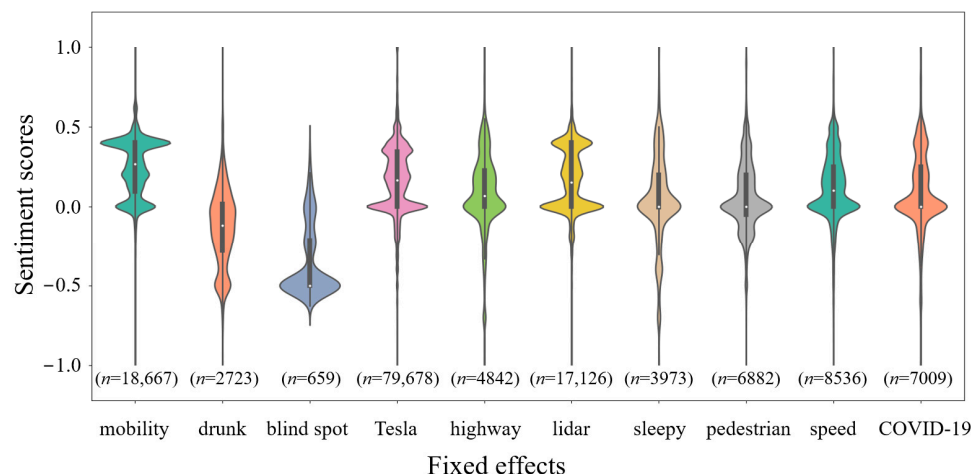 Sentiment scores
1.0
0.5
0.0
−0.5
−1.0
(n=18,667) (n=2723) (n=659) (n=79,678) (n=4842) (n=17,126) (n=3973) (n=6882) (n=8536) (n=7009)
mobility drunk blind spot Tesla highway lidar sleepy pedestrian speed COVID-19
Fixed effects